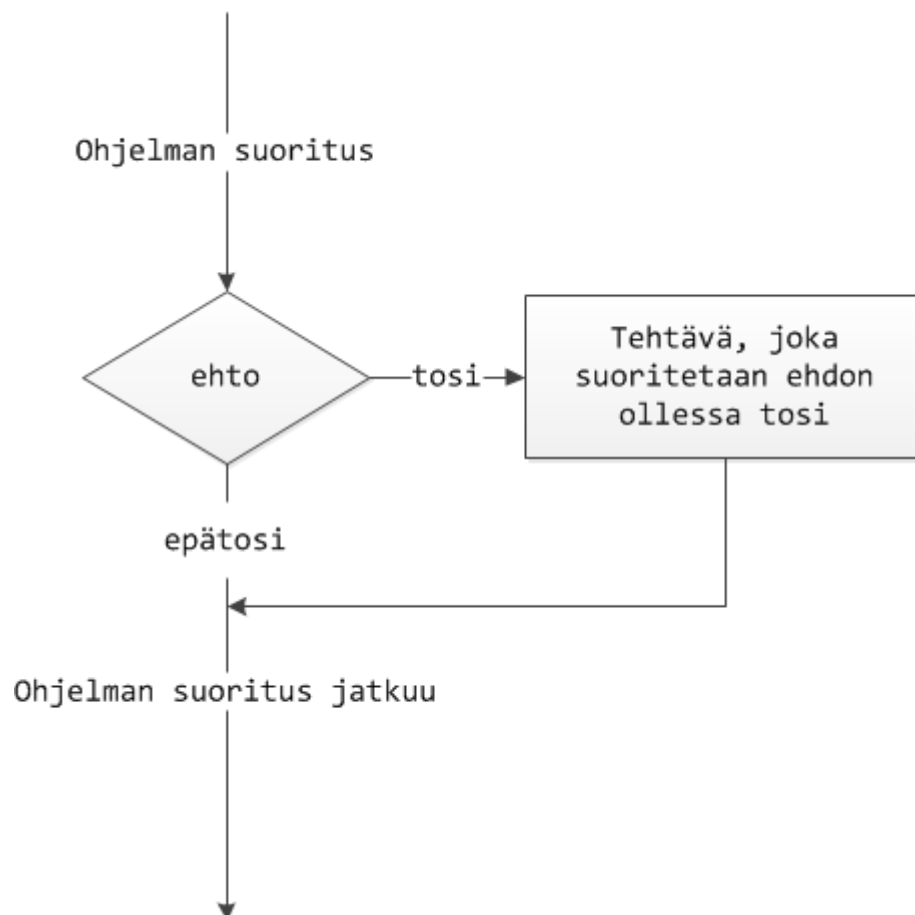 Ohjelman suoritus
ehto
tosi
Tehtävä, joka
suoritetaan ehdon
ollessa tosi
epätosi
Ohjelman suoritus jatkuu